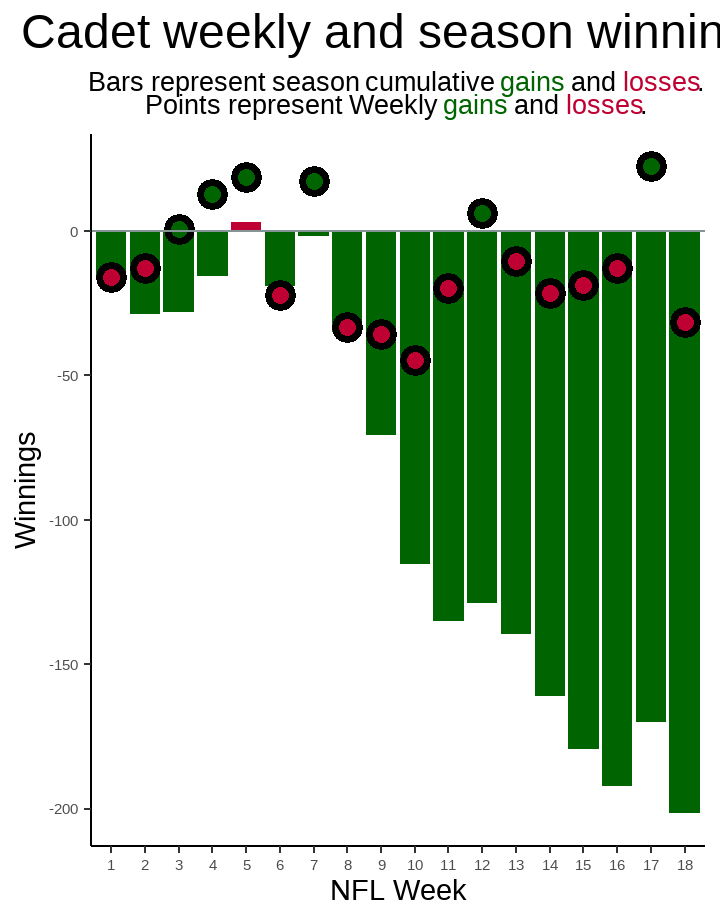 Cadet weekly and season winnin
Bars represent season cumulative gains and losses.
Points represent Weekly gains and losses.
Winnings
0
-50
-100
-150
-200
1 2 3 4 5 6 7 8 9 10 11 12 13 14 15 16 17 18
NFL Week